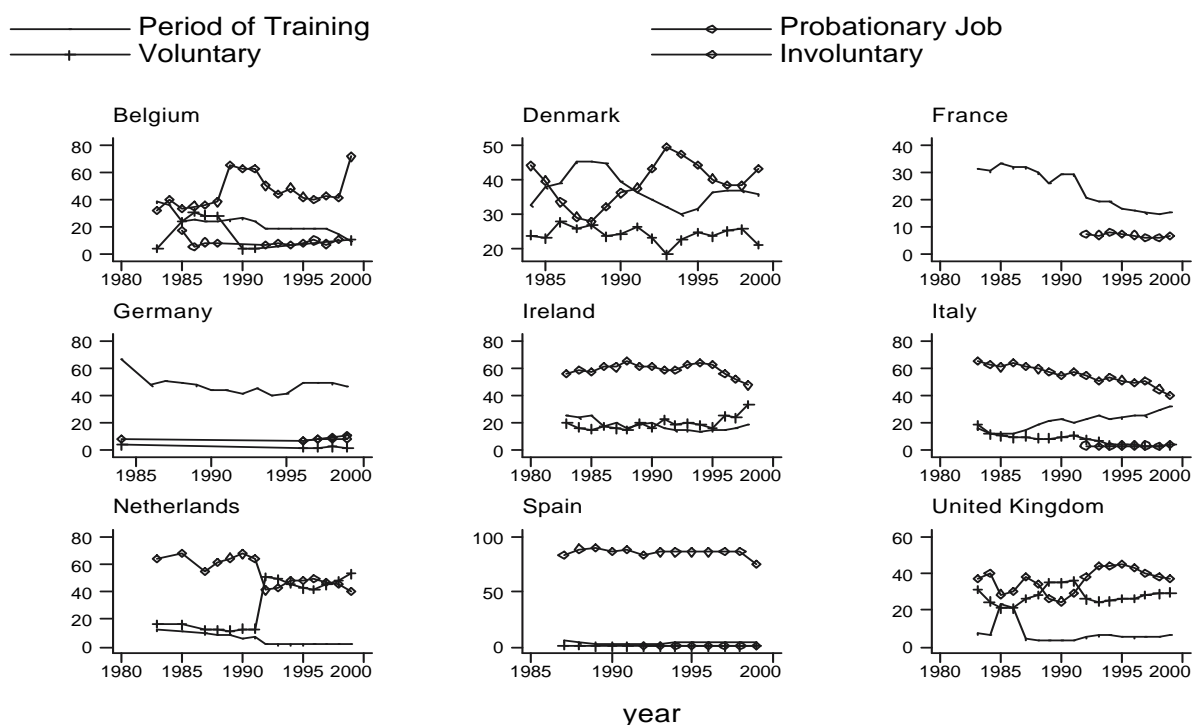 Period of Training
Probationary Job
Voluntary
Involuntary
Belgium
Denmark
France
80
60
40
20
0
1980 1985 1990 1995 2000
50
40
30
20
1985 1990 1995 2000
40
30
20
10
0
1980 1985 1990 1995 2000
Germany
Ireland
Italy
80
60
40
20
0
1985 1990 1995 2000
80
60
40
20
0
1980 1985 1990 1995 2000
80
60
40
20
0
1980 1985 1990 1995 2000
Netherlands
Spain
United Kingdom
80
60
40
20
0
1980 1985 1990 1995 2000
100
50
0
1985 1990 1995 2000
60
40
20
0
1980 1985 1990 1995 2000
year